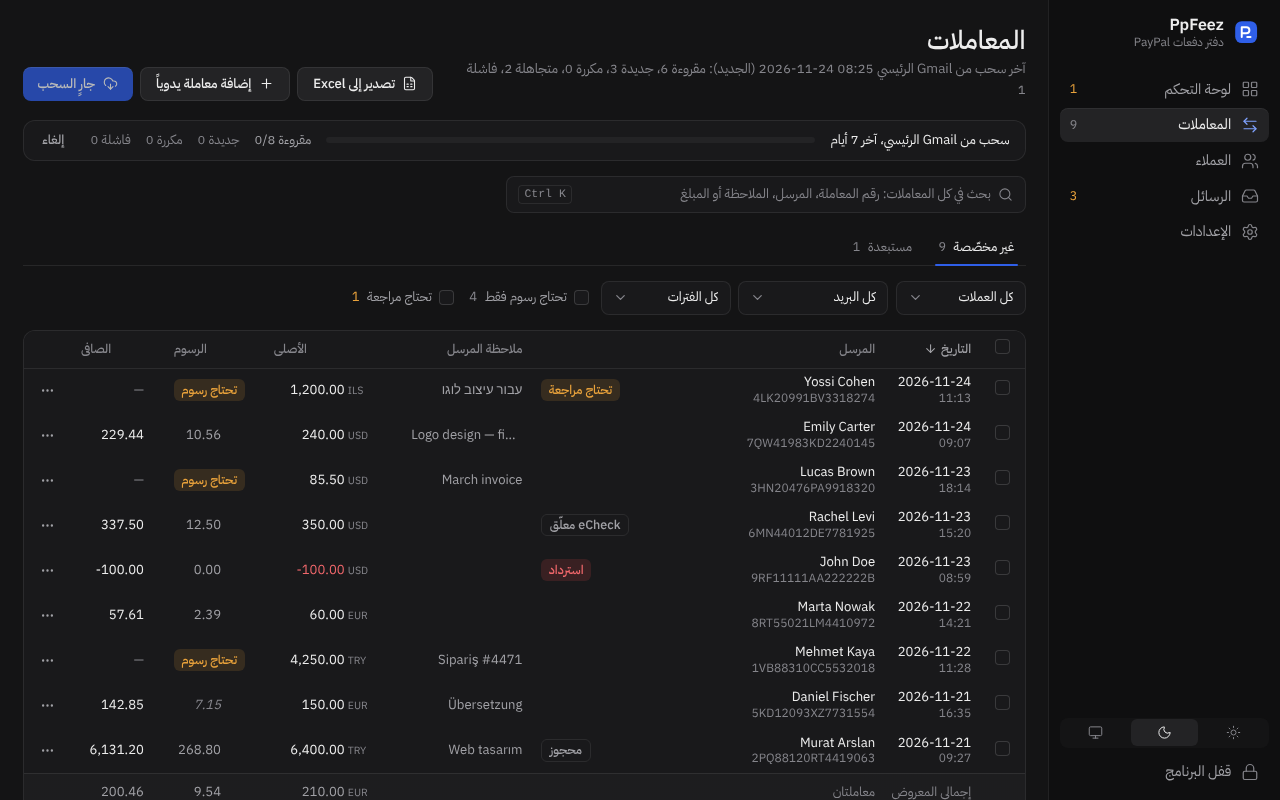 PpFeez
دفتر دفعات PayPal
لوحة التحكم 1
المعاملات 9
العملاء
الرسائل 3
الإعدادات
قفل البرنامج
المعاملات
آخر سحب من Gmail الرئيسي 08:25 24-11-2026 (الجديد): مقروءة 6، جديدة 3، مكررة 0، متجاهلة 2، فاشلة
1
تصدير إلى Excel
إضافة معاملة يدوياً
جارٍ السحب
سحب من Gmail الرئيسي، آخر 7 أيام
مقروءة 0/8 جديدة 0 مكررة 0 فاشلة 0 إلغاء
بحث في كل المعاملات: رقم المعاملة، المرسل، الملاحظة أو المبلغ Ctrl K
غير مخصّصة 9 مستبعدة 1
كل العملات كل البريد كل الفترات تحتاج رسوم فقط 4 تحتاج مراجعة 1
التاريخ ↓ المرسل ملاحظة المرسل الأصلي الرسوم الصافي
2026-11-24 Yossi Cohen تحتاج مراجعة עבור עיצוב לוגו 1,200.00 ILS تحتاج رسوم —
11:13 4LK20991BV3318274
2026-11-24 Emily Carter Logo design — fi... 240.00 USD 10.56 229.44
09:07 7QW41983KD2240145
2026-11-23 Lucas Brown March invoice 85.50 USD تحتاج رسوم —
18:14 3HN20476PA9918320
2026-11-23 Rachel Levi eCheck معلّق 350.00 USD 12.50 337.50
15:20 6MN44012DE7781925
2026-11-23 John Doe استرداد -100.00 USD 0.00 -100.00
08:59 9RF11111AA222222B
2026-11-22 Marta Nowak 60.00 EUR 2.39 57.61
14:21 8RT55021LM4410972
2026-11-22 Mehmet Kaya Sipariş #4471 4,250.00 TRY تحتاج رسوم —
11:28 1VB88310CC5532018
2026-11-21 Daniel Fischer Übersetzung 150.00 EUR 7.15 142.85
16:35 5KD12093XZ7731554
2026-11-21 Murat Arslan محجوز Web tasarım 6,400.00 TRY 268.80 6,131.20
09:27 2PQ88120RT4419063
إجمالي المعروض معاملتان 210.00 EUR 9.54 200.46